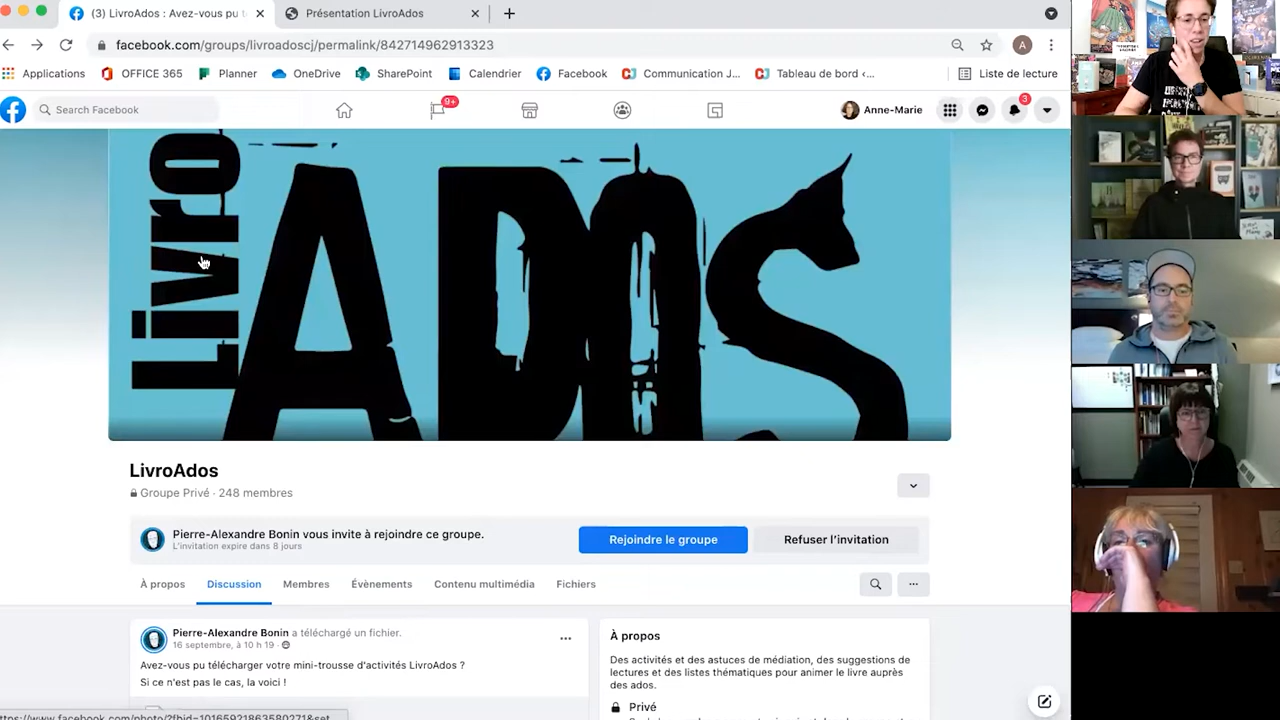 (3) LivroAdos : Avez-vous pu t
Présentation LivroAdos
facebook.com/groups/livroadoscj/permalink/842714962913323
A
Applications
OFFICE 365
Planner
OneDrive
SharePoint
Calendrier
Facebook
Communication J...
Tableau de bord ‹...
Liste de lecture
Search Facebook
9+
Anne-Marie
3
Livro
ADOS
LivroAdos
Groupe Privé · 248 membres
Pierre-Alexandre Bonin vous invite à rejoindre ce groupe.
L'invitation expire dans 8 jours
Rejoindre le groupe
Refuser l'invitation
À propos
Discussion
Membres
Évènements
Contenu multimédia
Fichiers
Pierre-Alexandre Bonin a téléchargé un fichier.
16 septembre, à 10 h 19 ·
Avez-vous pu télécharger votre mini-trousse d'activités LivroAdos ?
Si ce n'est pas le cas, la voici !
À propos
Des activités et des astuces de médiation, des suggestions de
lectures et des listes thématiques pour animer le livre auprès
des ados.
Privé